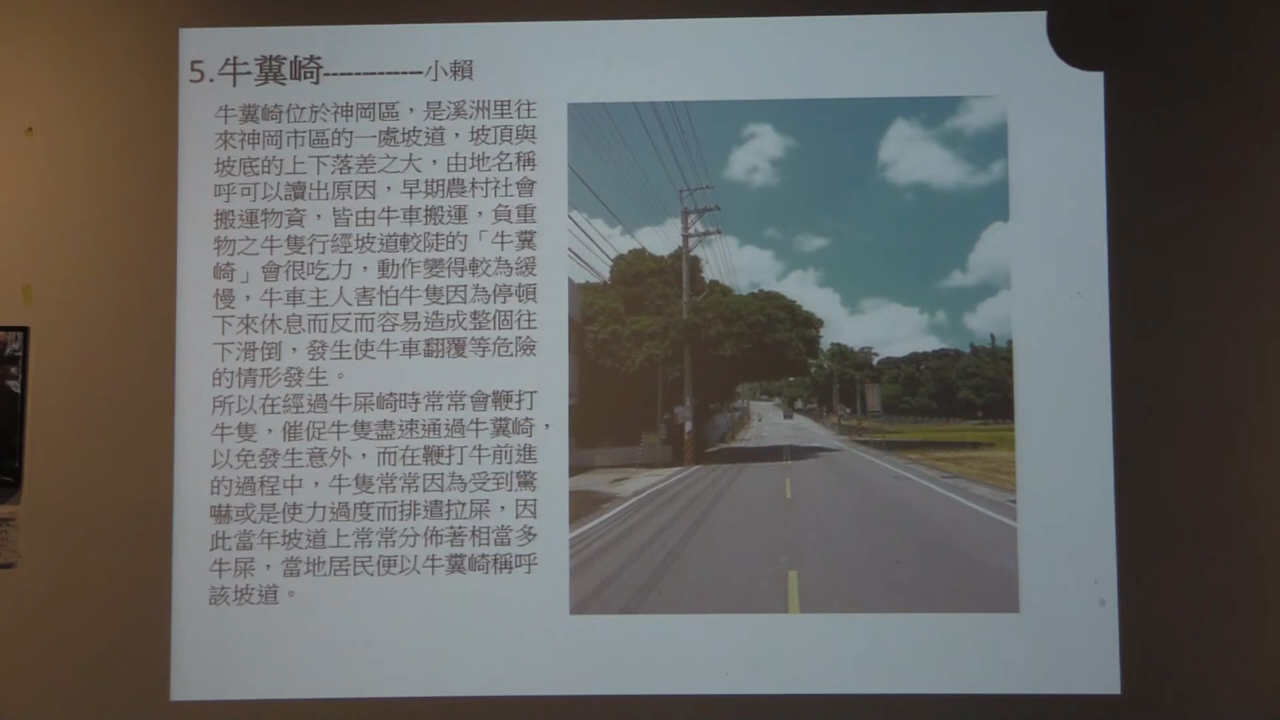 5.牛糞崎-------------小賴
牛糞崎位於神岡區，是溪洲里往
來神岡市區的一處坡道，坡頂與
坡底的上下落差之大，由地名稱
呼可以讀出原因，早期農村社會
搬運物資，皆由牛車搬運，負重
物之牛隻行經坡道較陡的「牛糞
崎」會很吃力，動作變得較為緩
慢，牛車主人害怕牛隻因為停頓
下來休息而反而容易造成整個往
下滑倒，發生使牛車翻覆等危險
的情形發生。
所以在經過牛屎崎時常常會鞭打
牛隻，催促牛隻盡速通過牛糞崎，
以免發生意外，而在鞭打牛前進
的過程中，牛隻常常因為受到驚
嚇或是使力過度而排遣拉屎，因
此當年坡道上常常分佈著相當多
牛屎，當地居民便以牛糞崎稱呼
該坡道。